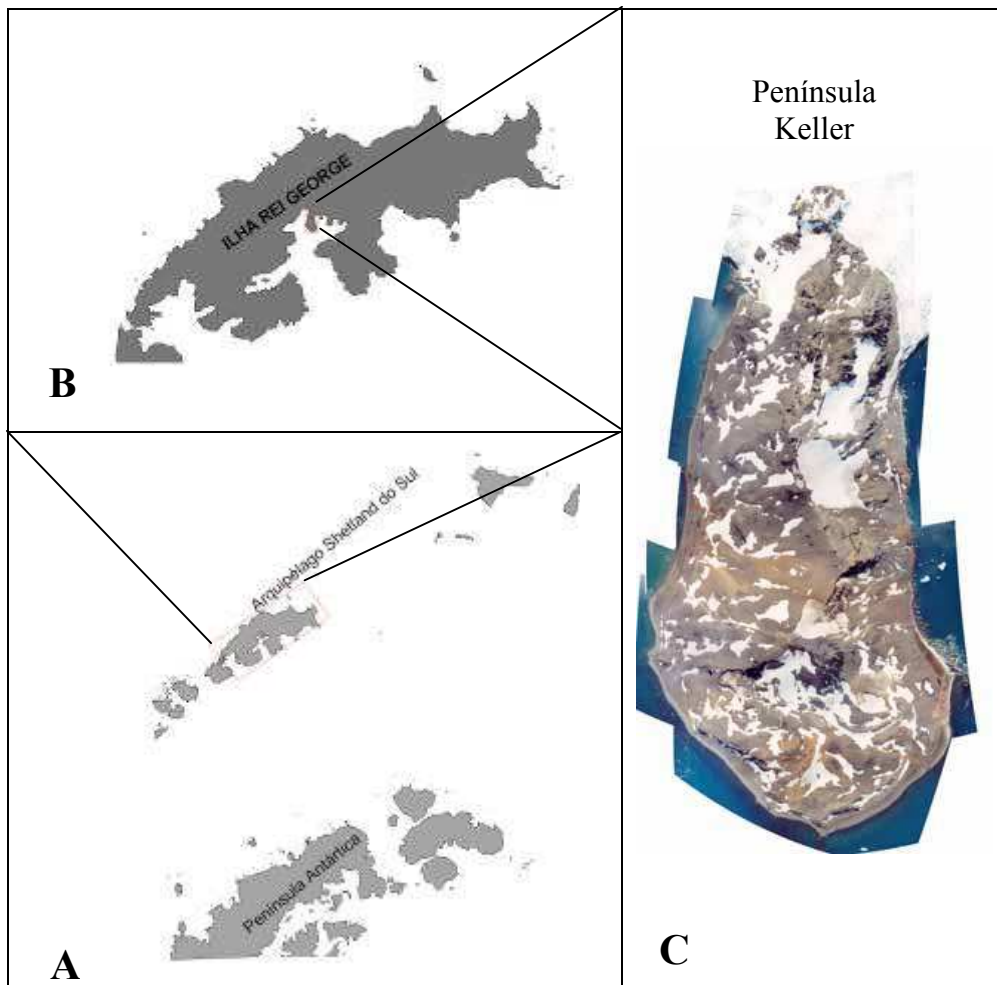 Península
Keller
ILHA REI GEORGE
B
Arquipélago Shetland do Sul
Península Antártica
A
C